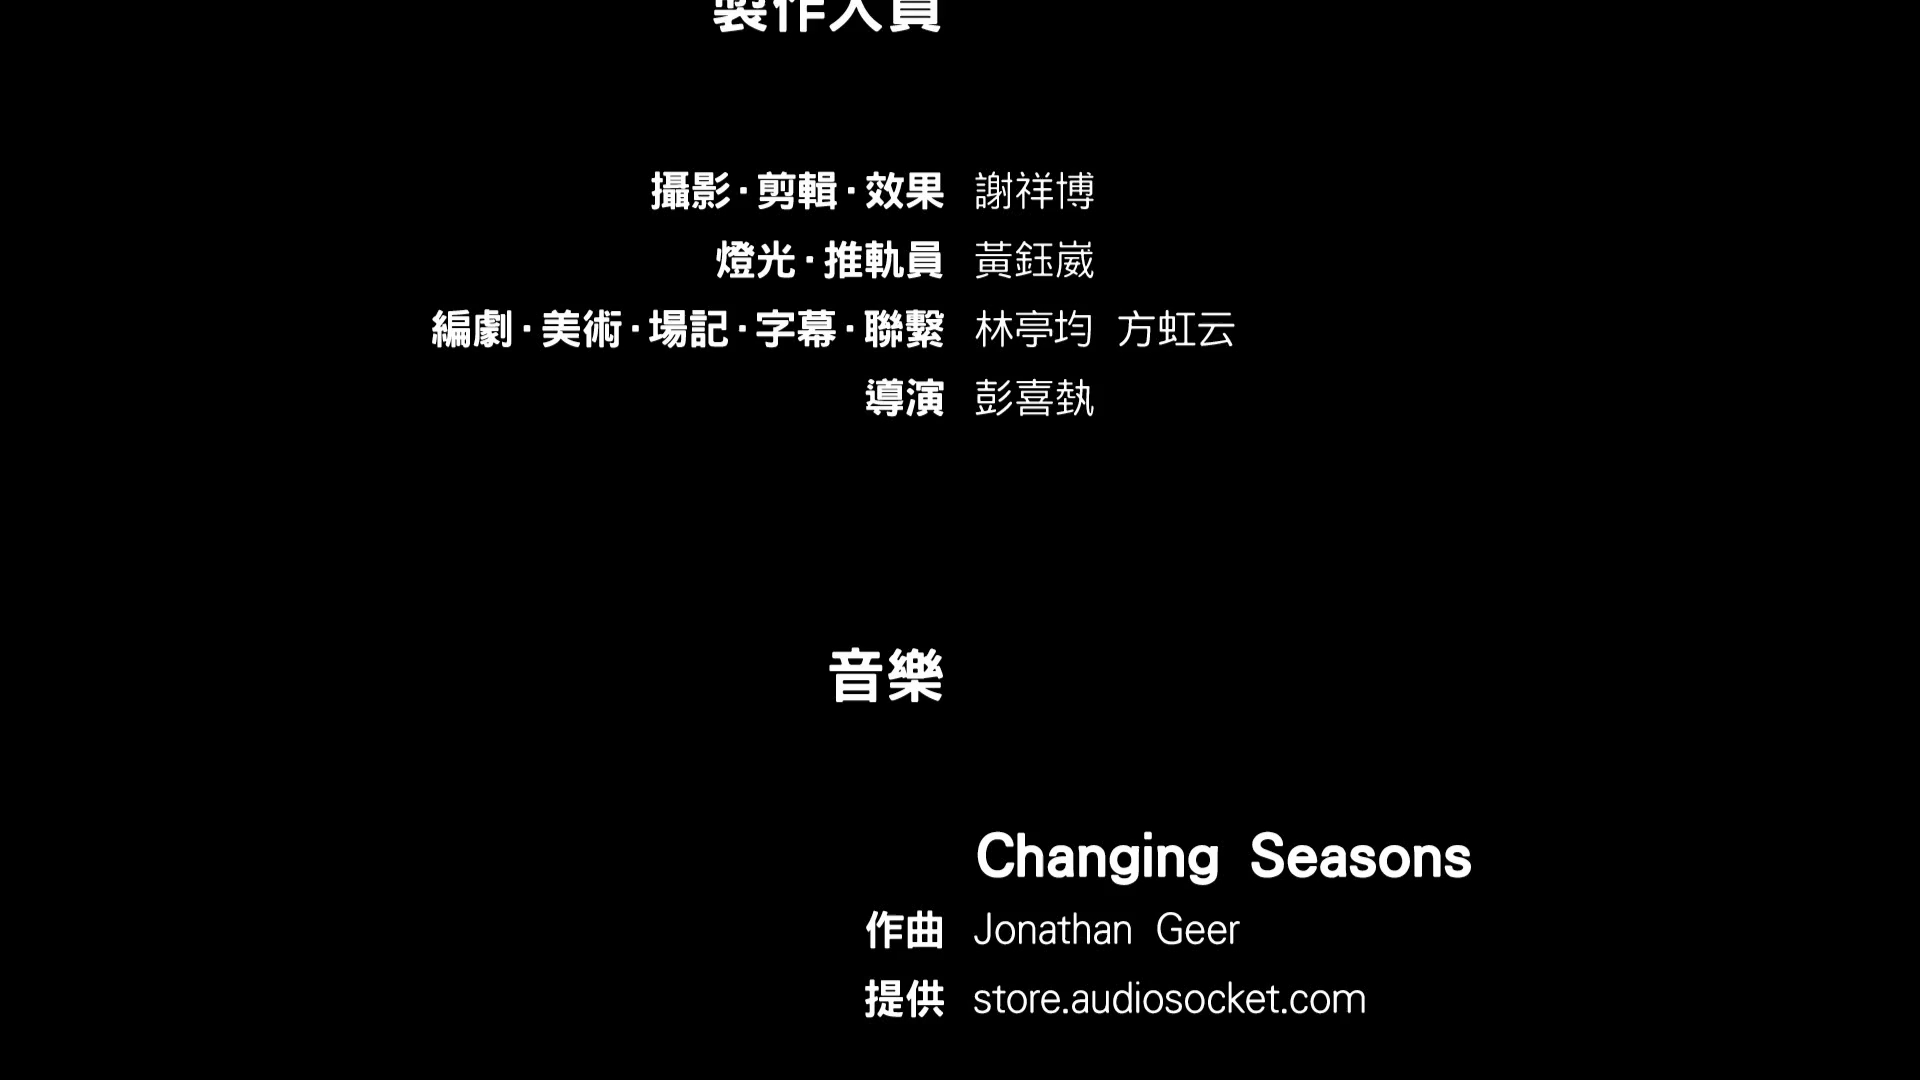 製作人員
攝影·剪輯·效果 謝祥博
燈光·推軌員 黃鈺崴
編劇·美術·場記·字幕·聯繫 林亭均 方虹云
導演 彭喜執
音樂
Changing Seasons
作曲 Jonathan Geer
提供 store.audiosocket.com